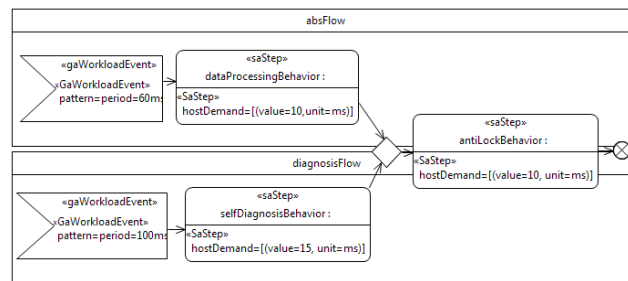 absFlow
«gaWorkloadEvent»
«GaWorkloadEvent»
pattern=period=60ms
«saStep»
dataProcessingBehavior :
«SaStep»
hostDemand=[(value=10,unit=ms)]
«saStep»
antiLockBehavior :
«SaStep»
hostDemand=[(value=10, unit=ms)]
diagnosisFlow
«gaWorkloadEvent»
«GaWorkloadEvent»
pattern=period=100ms
«saStep»
selfDiagnosisBehavior :
«SaStep»
hostDemand=[(value=15, unit=ms)]